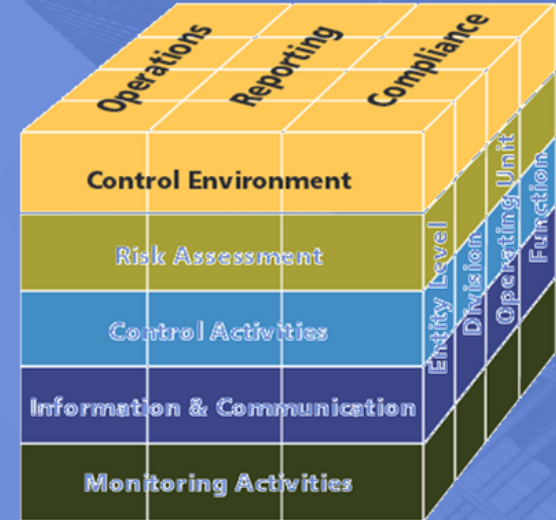 Operations
Reporting
Compliance
Control Environment
Risk Assessment
Control Activities
Information & Communication
Monitoring Activities
Entity Level
Division
Operating Unit
Function